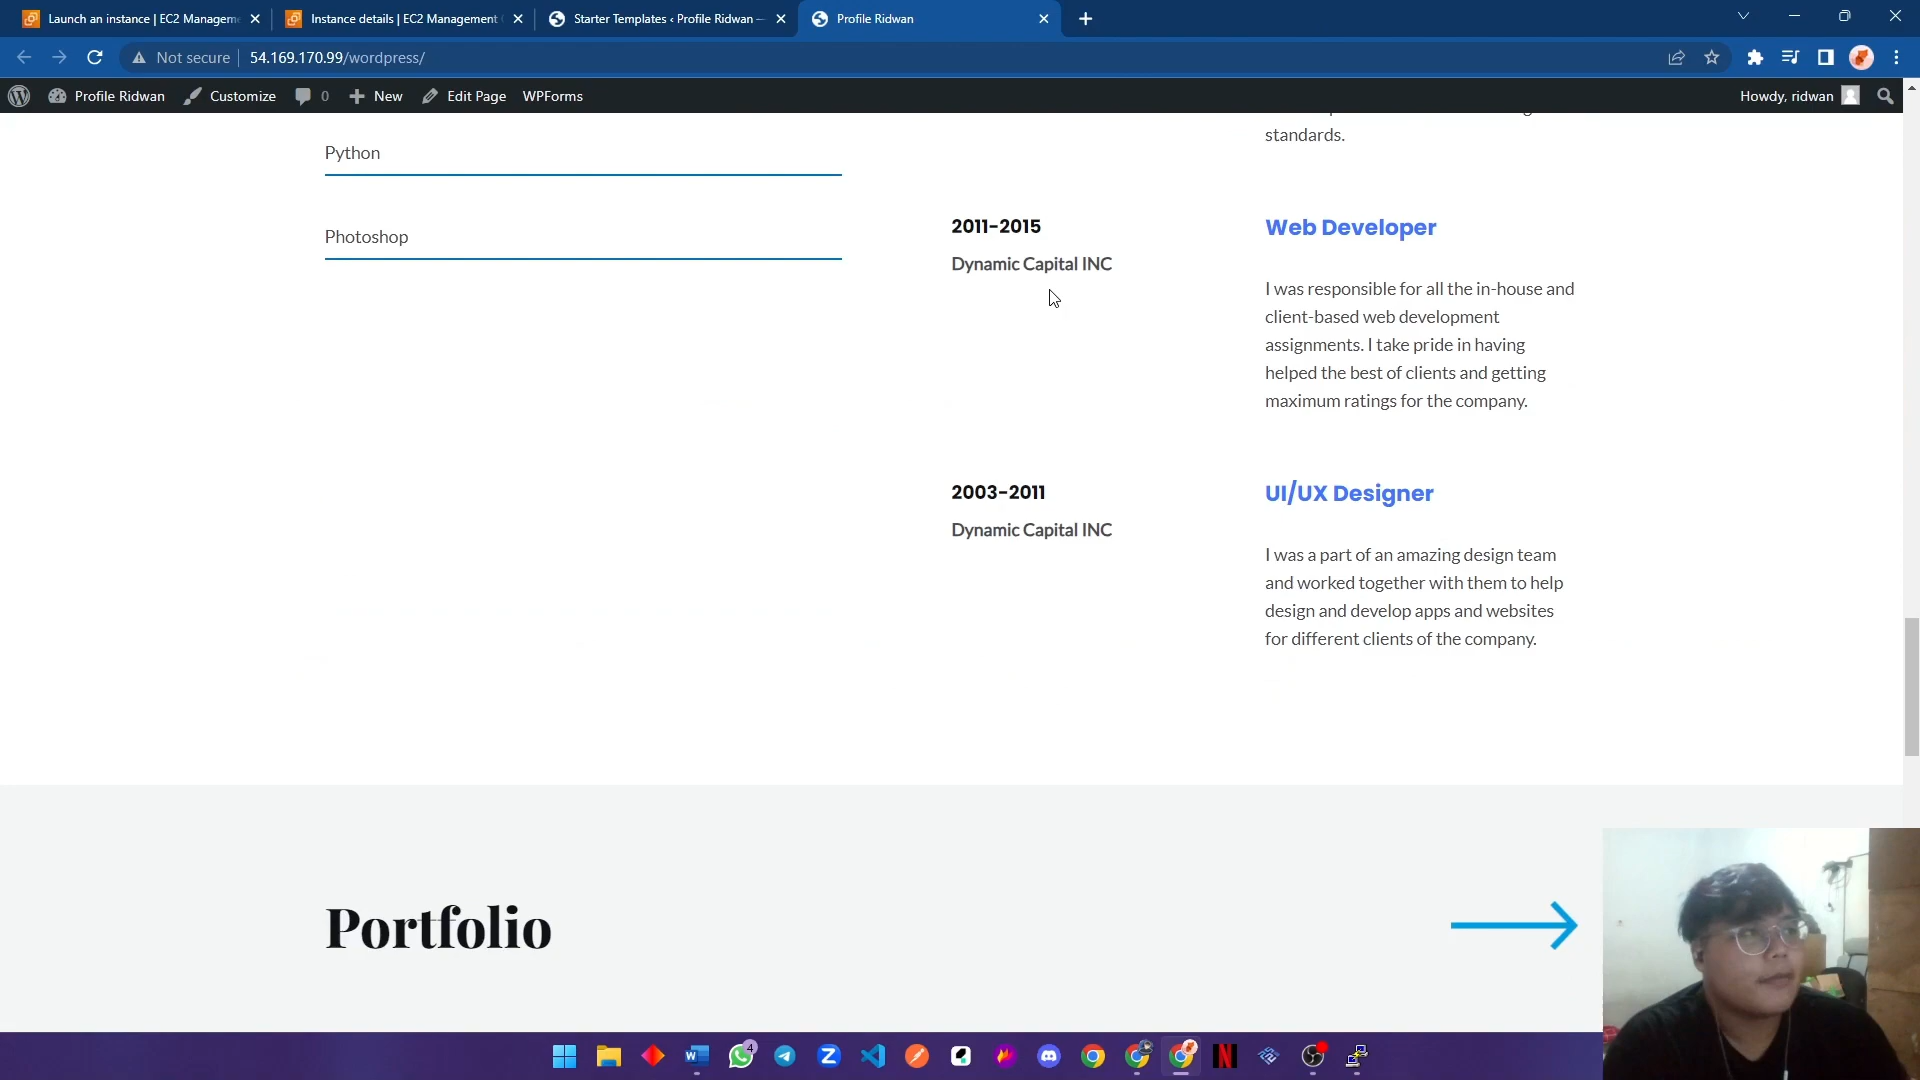 Launch an instance | EC2 Managem
Instance details | EC2 Management
Starter Templates ‹ Profile Ridwan —
Profile Ridwan
Not secure
54.169.170.99/wordpress/
Profile Ridwan
Customize
0
New
Edit Page
WPForms
Howdy, ridwan
standards.
Python
Photoshop
2011-2015
Dynamic Capital INC
Web Developer
I was responsible for all the in-house and
client-based web development
assignments. I take pride in having
helped the best of clients and getting
maximum ratings for the company.
2003-2011
Dynamic Capital INC
UI/UX Designer
I was a part of an amazing design team
and worked together with them to help
design and develop apps and websites
for different clients of the company.
Portfolio
4